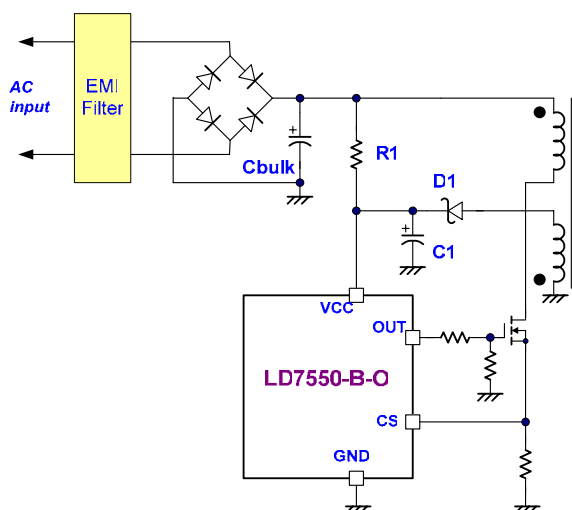 AC
input
EMI
Filter
Cbulk
R1
D1
C1
VCC
OUT
LD7550-B-O
CS
GND